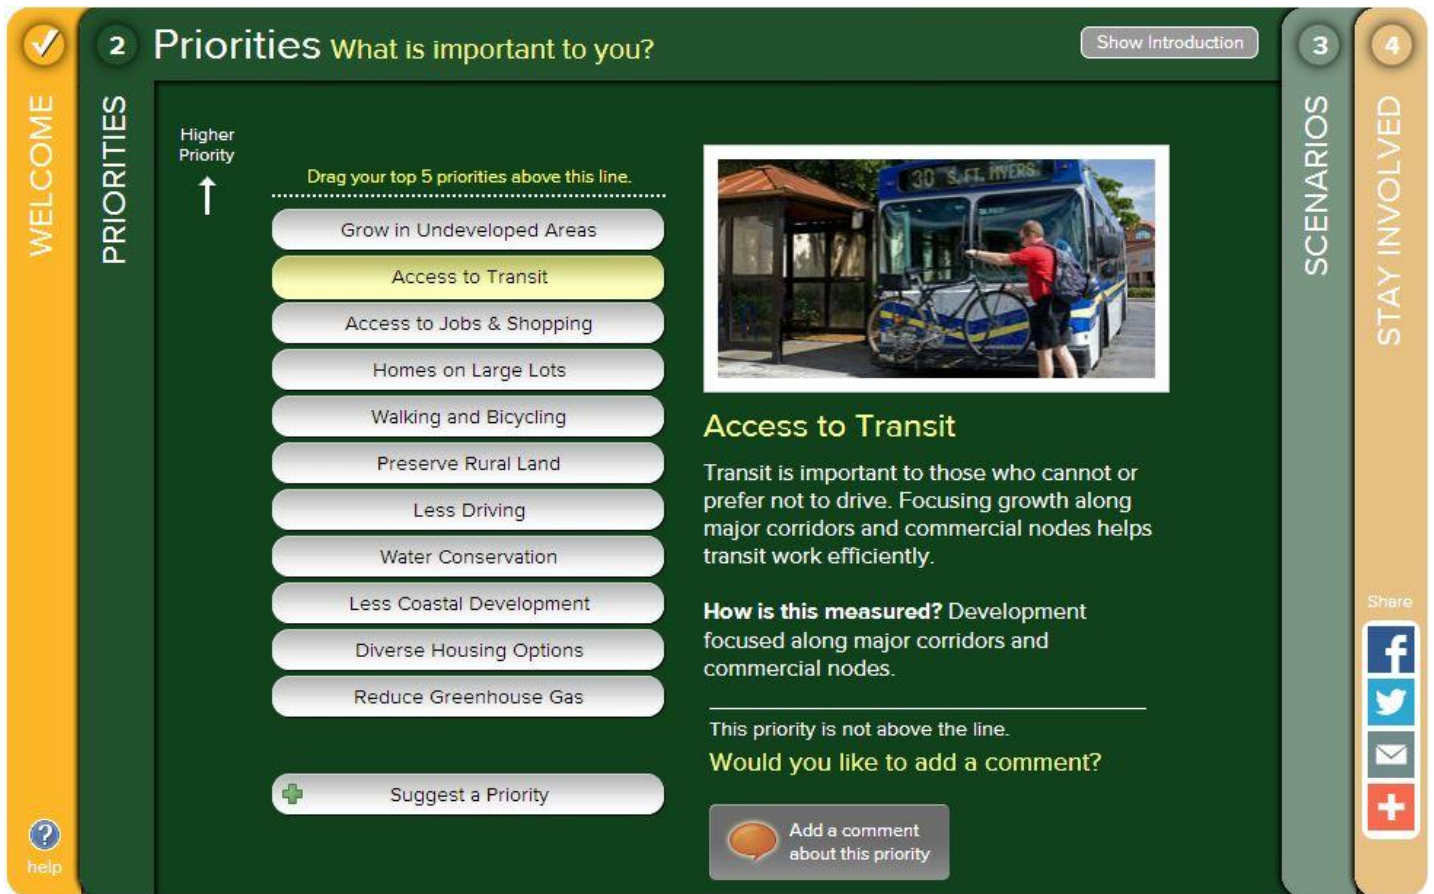 WELCOME
help
2
PRIORITIES
Priorities What is important to you?
Show Introduction
Higher
Priority
Drag your top 5 priorities above this line.
Grow in Undeveloped Areas
Access to Transit
Access to Jobs & Shopping
Homes on Large Lots
Walking and Bicycling
Preserve Rural Land
Less Driving
Water Conservation
Less Coastal Development
Diverse Housing Options
Reduce Greenhouse Gas
Suggest a Priority
30 S. FT. MYERS
Access to Transit
Transit is important to those who cannot or
prefer not to drive. Focusing growth along
major corridors and commercial nodes helps
transit work efficiently.
How is this measured? Development
focused along major corridors and
commercial nodes.
This priority is not above the line.
Would you like to add a comment?
Add a comment
about this priority
3
SCENARIOS
4
STAY INVOLVED
Share